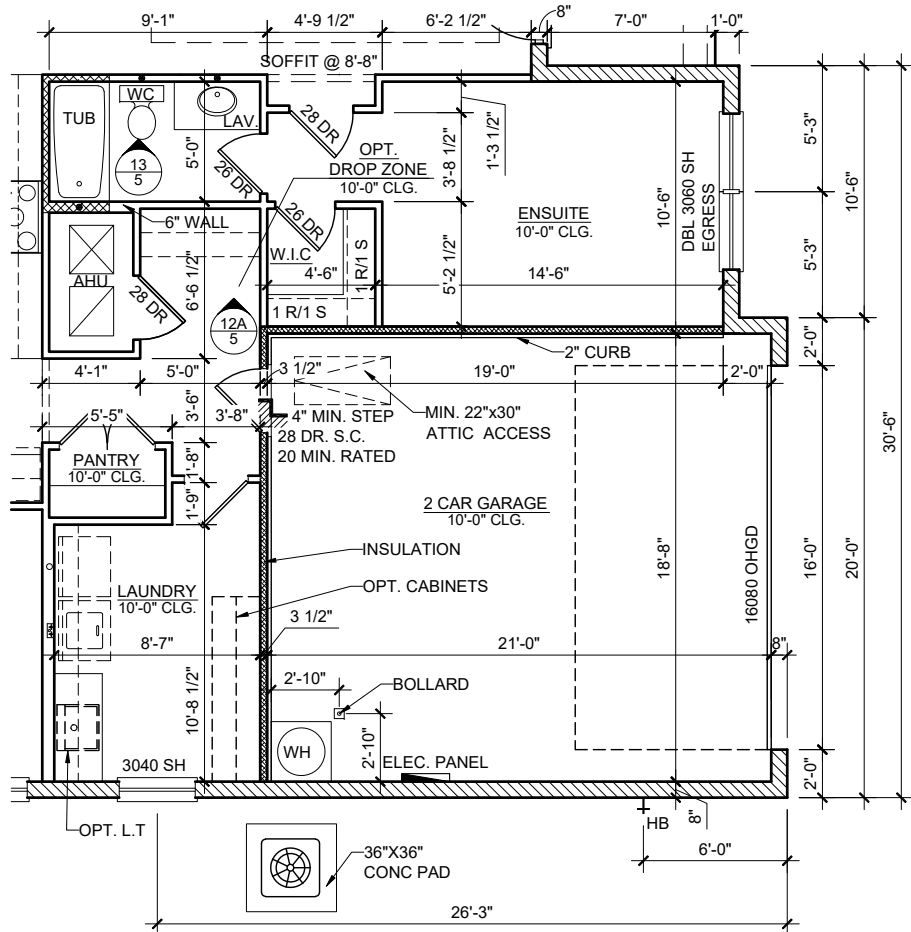 9'-1"
4'-9 1/2"
6'-2 1/2"
8"
7'-0"
1'-0"
SOFFIT @ 8'-8"
TUB
WC
LAV.
28 DR
13
5
5'-0"
26 DR
OPT.
DROP ZONE
10'-0" CLG.
3'-8 1/2"
1'-3 1/2"
10'-6"
DBL 3060 SH
EGRESS
5'-3"
5'-3"
10'-6"
30'-6"
6" WALL
26 DR
ENSUITE
10'-0" CLG.
W.I.C
4'-6"
1 R/1 S
1 R/1 S
5'-2 1/2"
14'-6"
AHU
28 DR
6'-6 1/2"
12A
5
2" CURB
2'-0"
4'-1"
5'-0"
3 1/2"
19'-0"
2'-0"
3'-6"
5'-5"
3'-8"
4" MIN. STEP
28 DR. S.C.
20 MIN. RATED
MIN. 22"x30"
ATTIC ACCESS
PANTRY
10'-0" CLG.
1'-8"
1'-9"
2 CAR GARAGE
10'-0" CLG.
INSULATION
OPT. CABINETS
18'-8"
16080 OHGD
16'-0"
20'-0"
LAUNDRY
10'-0" CLG.
3 1/2"
8'-7"
21'-0"
8"
10'-8 1/2"
2'-10"
BOLLARD
2'-10"
WH
ELEC. PANEL
3040 SH
2'-0"
OPT. L.T
HB
8"
6'-0"
36"X36"
CONC PAD
26'-3"